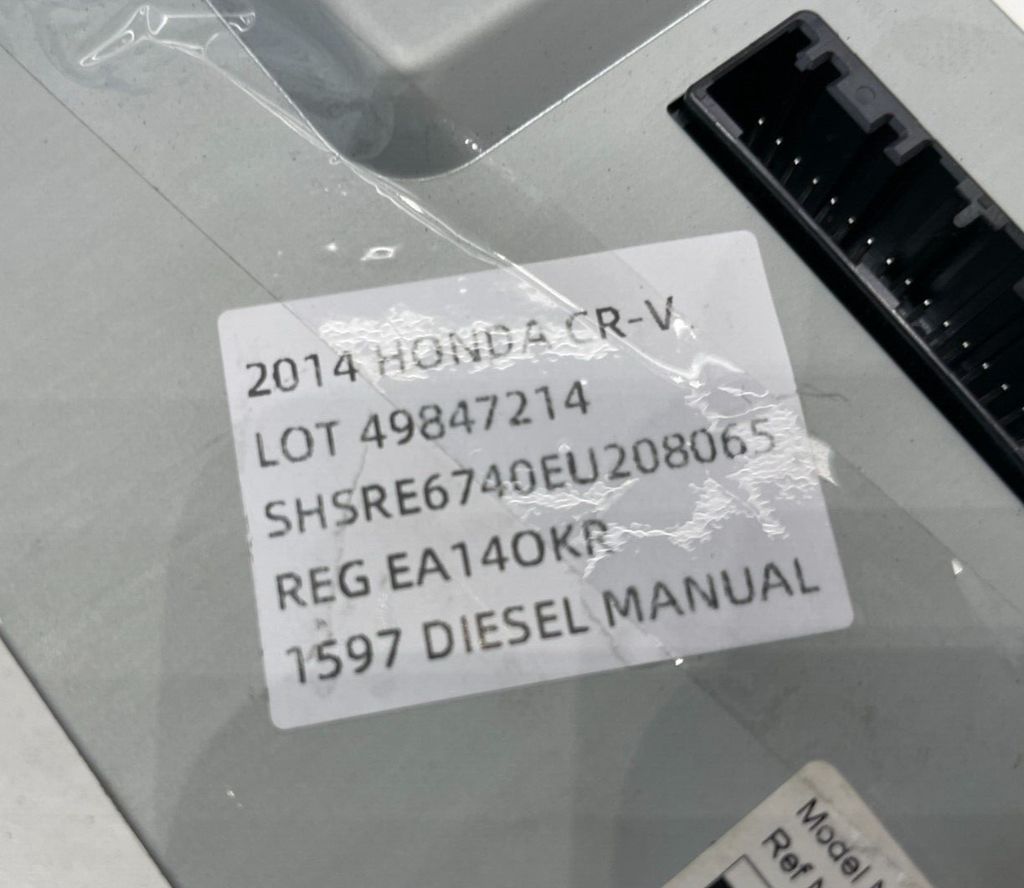 2014 HONDA CR-V
LOT 49847214
SHSRE6740EU208065
REG EA14OKR
1597 DIESEL MANUAL
Model
Ref